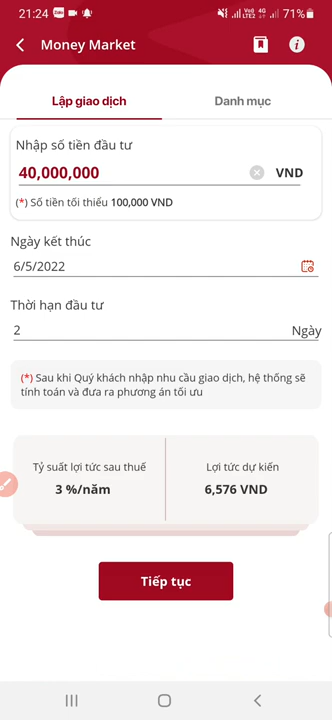 21:24 Zalo Vo) 4G 71%
LTE2
Money Market
Lập giao dịch
Danh mục
Nhập số tiền đầu tư
40,000,000 VND
(*) Số tiền tối thiểu 100,000 VND
Ngày kết thúc
6/5/2022
Thời hạn đầu tư
2 Ngày
(*) Sau khi Quý khách nhập nhu cầu giao dịch, hệ thống sẽ
tính toán và đưa ra phương án tối ưu
Tỷ suất lợi tức sau thuế
3 %/năm
Lợi tức dự kiến
6,576 VND
Tiếp tục